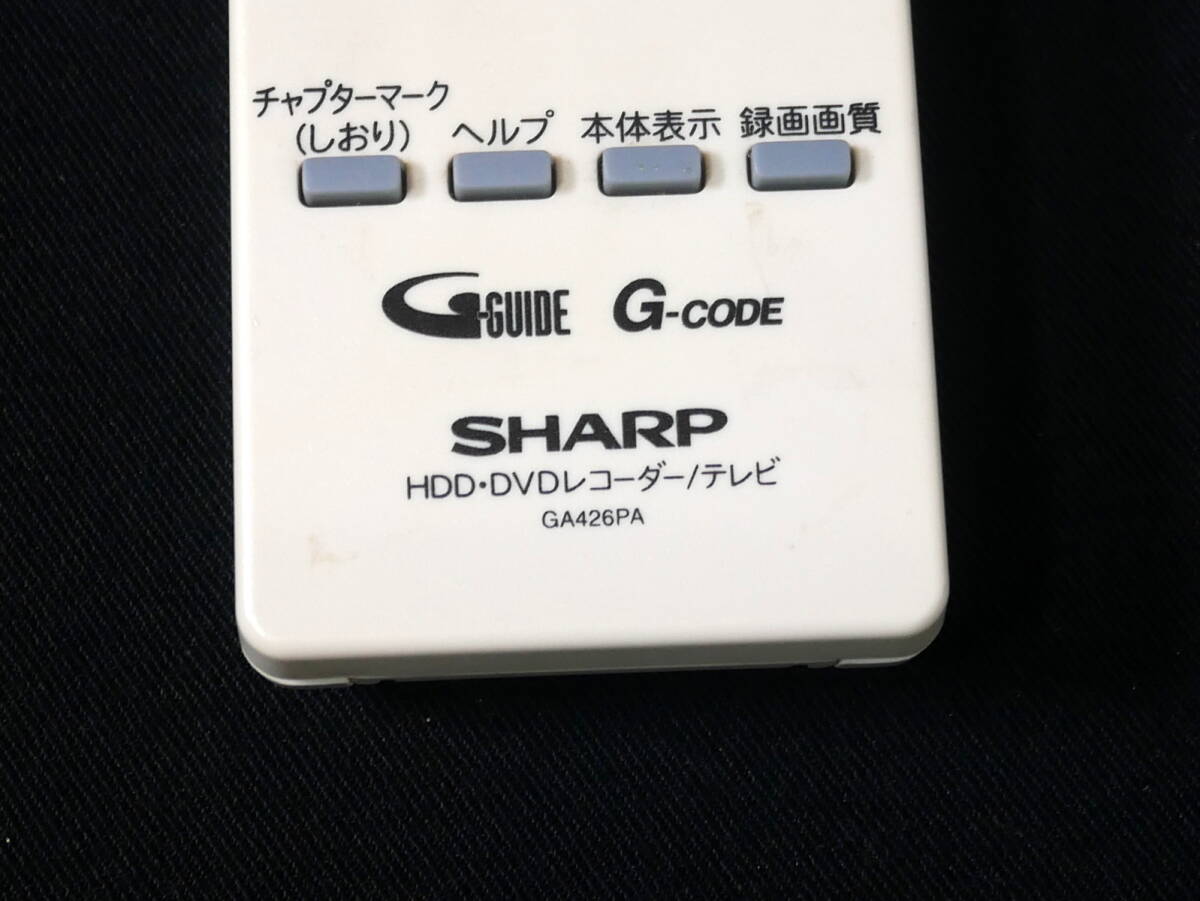 チャプターマーク
(しおり) ヘルプ 本体表示 録画画質
G-GUIDE G-CODE
SHARP
HDD・DVDレコーダー/テレビ
GA426PA